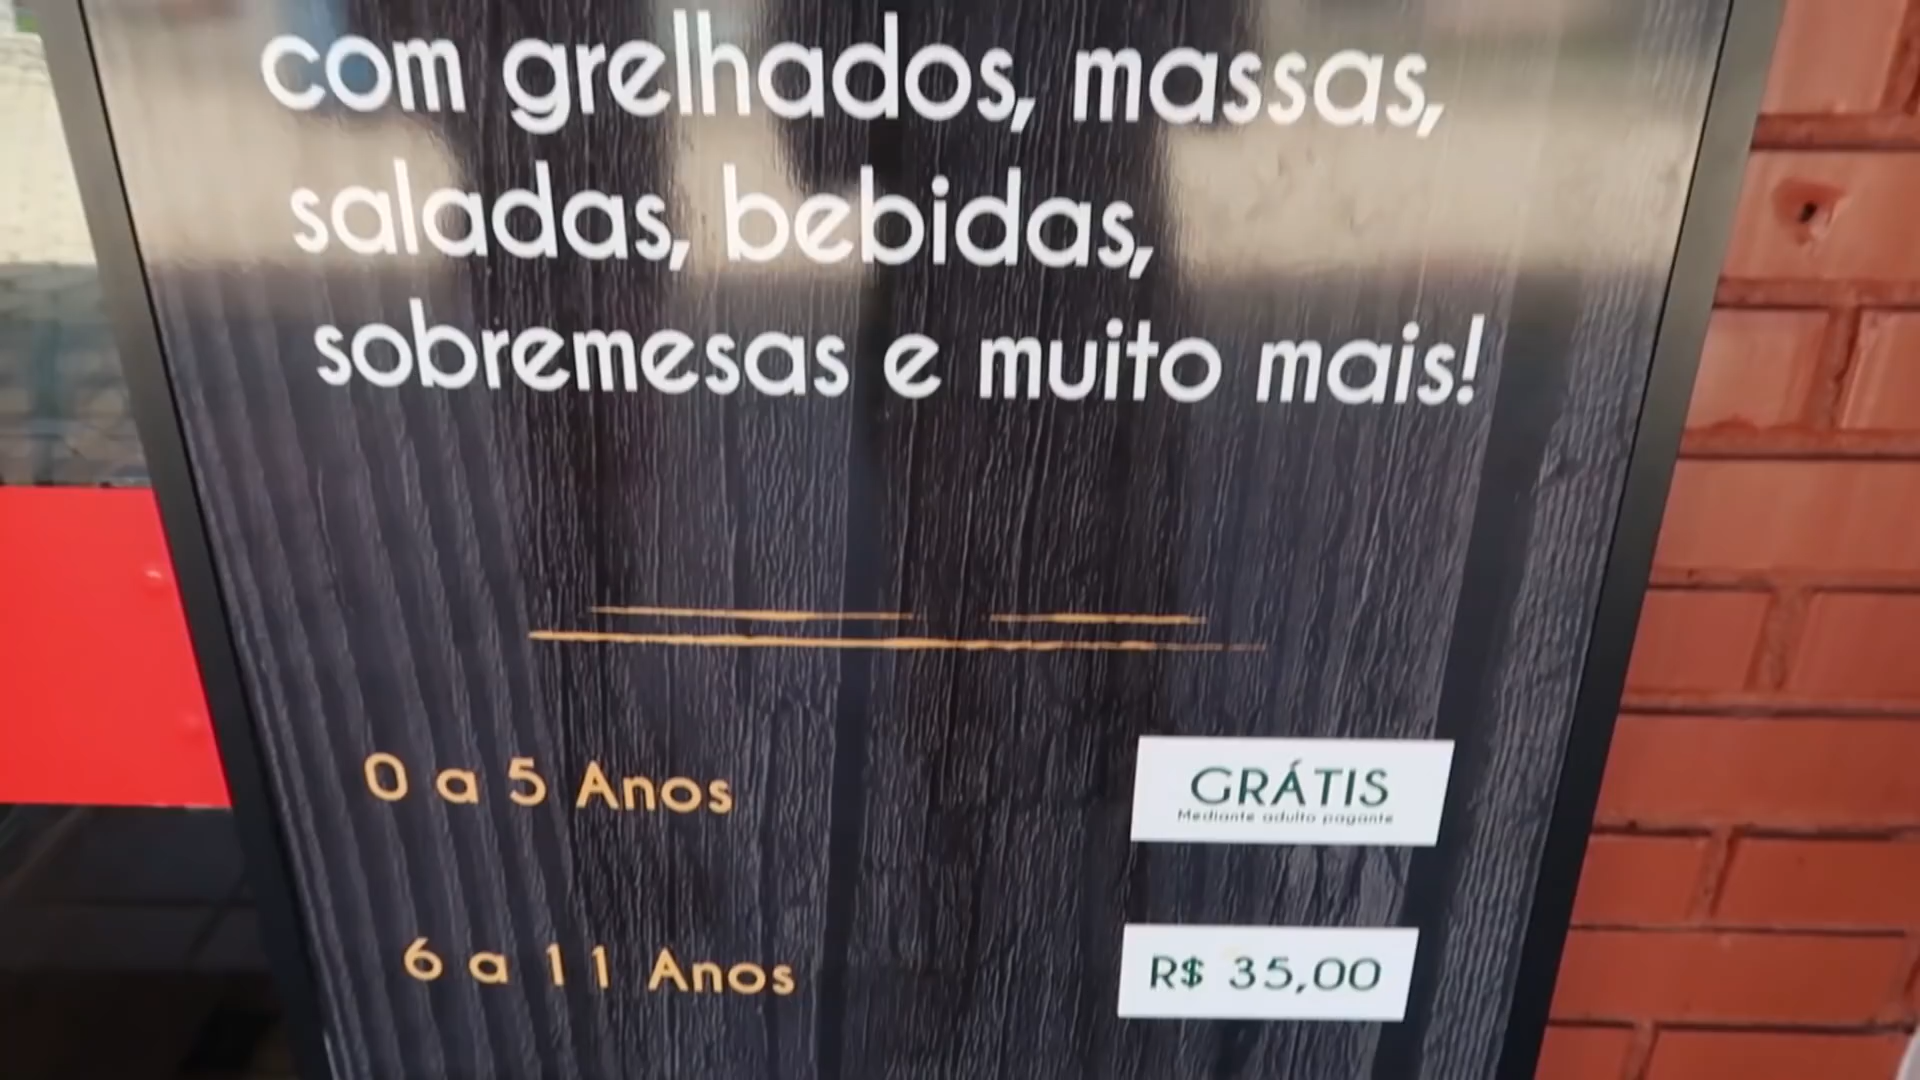 com grelhados, massas,
saladas, bebidas,
sobremesas e muito mais!
0 a 5 Anos
GRÁTIS
Mediante adulto pagante
6 a 11 Anos
R$ 35,00